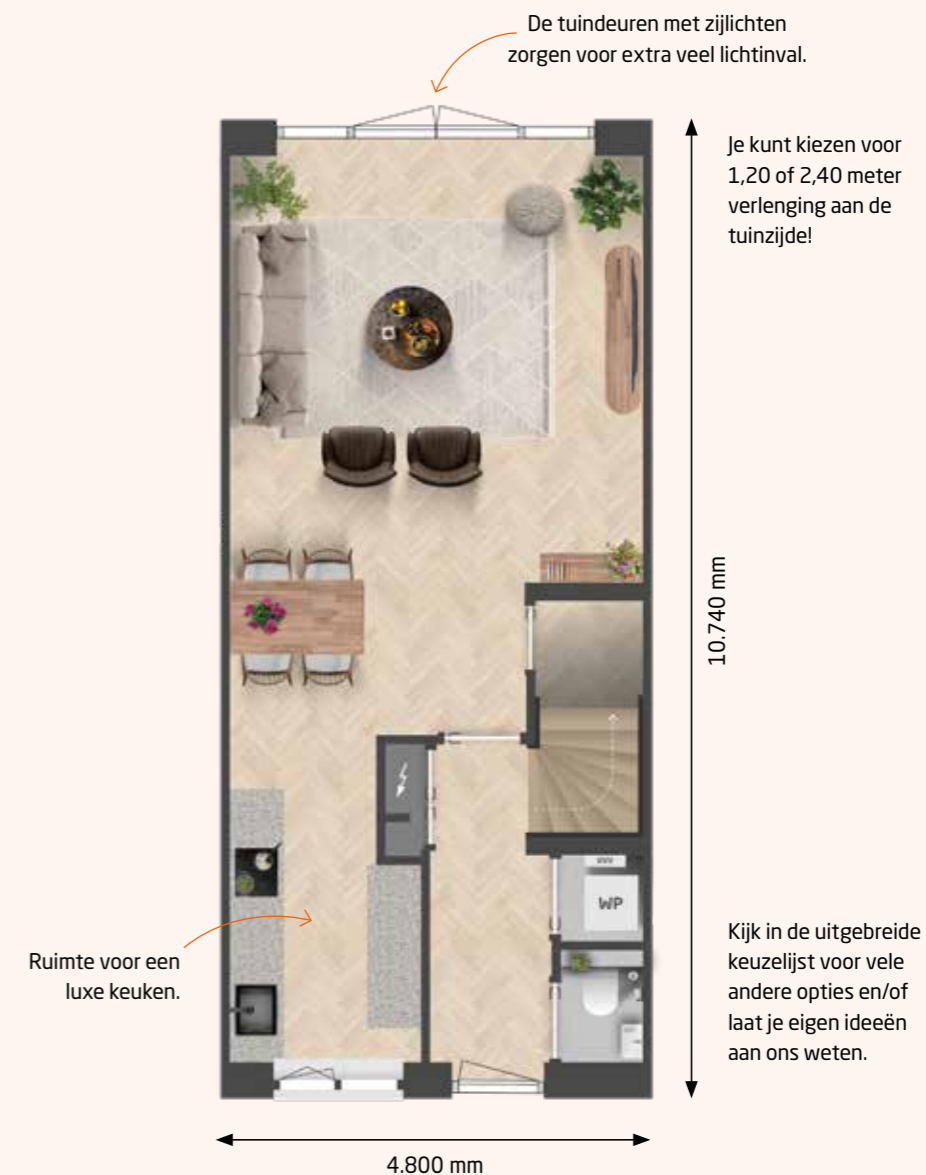 De tuindeuren met zijlichten
zorgen voor extra veel lichtinval.
Je kunt kiezen voor
1,20 of 2,40 meter
verlenging aan de
tuinzijde!
10.740 mm
WP
Ruimte voor een
luxe keuken.
Kijk in de uitgebreide
keuzelijst voor vele
andere opties en/of
laat je eigen ideeën
aan ons weten.
4.800 mm